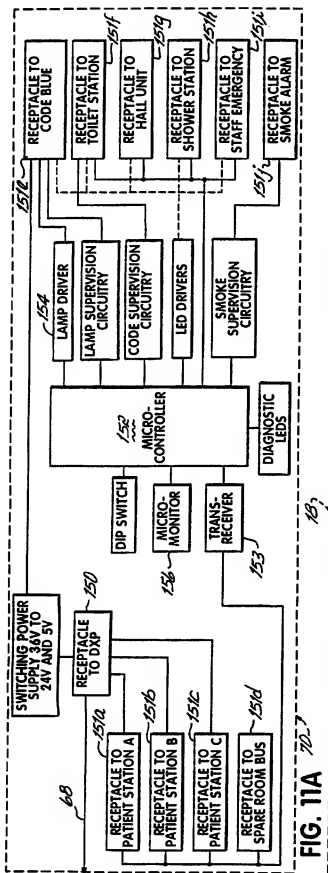 SWITCHING POWER
SUPPLY 36V TO
24V AND 5V
68
150
RECEPTACLE
TO DXP
151a
RECEPTACLE TO
PATIENT STATION A
151b
RECEPTACLE TO
PATIENT STATION B
151c
RECEPTACLE TO
PATIENT STATION C
151d
RECEPTACLE TO
SPARE ROOM BUS
DIP SWITCH
MICRO-
MONITOR
156
TRANS-
RECEIVER
153
152
MICRO-
CONTROLLER
DIAGNOSTIC
LEDS
154
LAMP DRIVER
LAMP SUPERVISION
CIRCUITRY
CODE SUPERVISION
CIRCUITRY
LED DRIVERS
SMOKE
SUPERVISION
CIRCUITRY
151e
RECEPTACLE TO
CODE BLUE
151f
RECEPTACLE TO
TOILET STATION
151g
RECEPTACLE TO
HALL UNIT
151h
RECEPTACLE TO
SHOWER STATION
151i
RECEPTACLE TO
STAFF EMERGENCY
151j
RECEPTACLE TO
SMOKE ALARM
70
18
FIG. 11A